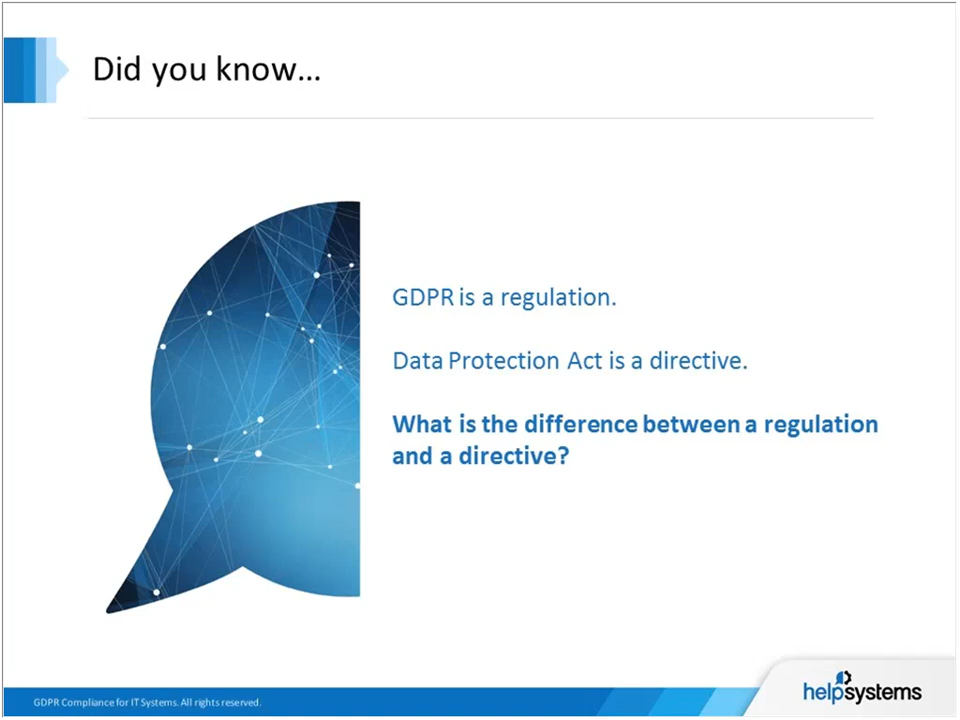 Did you know...
GDPR is a regulation.
Data Protection Act is a directive.
What is the difference between a regulation
and a directive?
GDPR Compliance for IT Systems. All rights reserved.
helpsystems